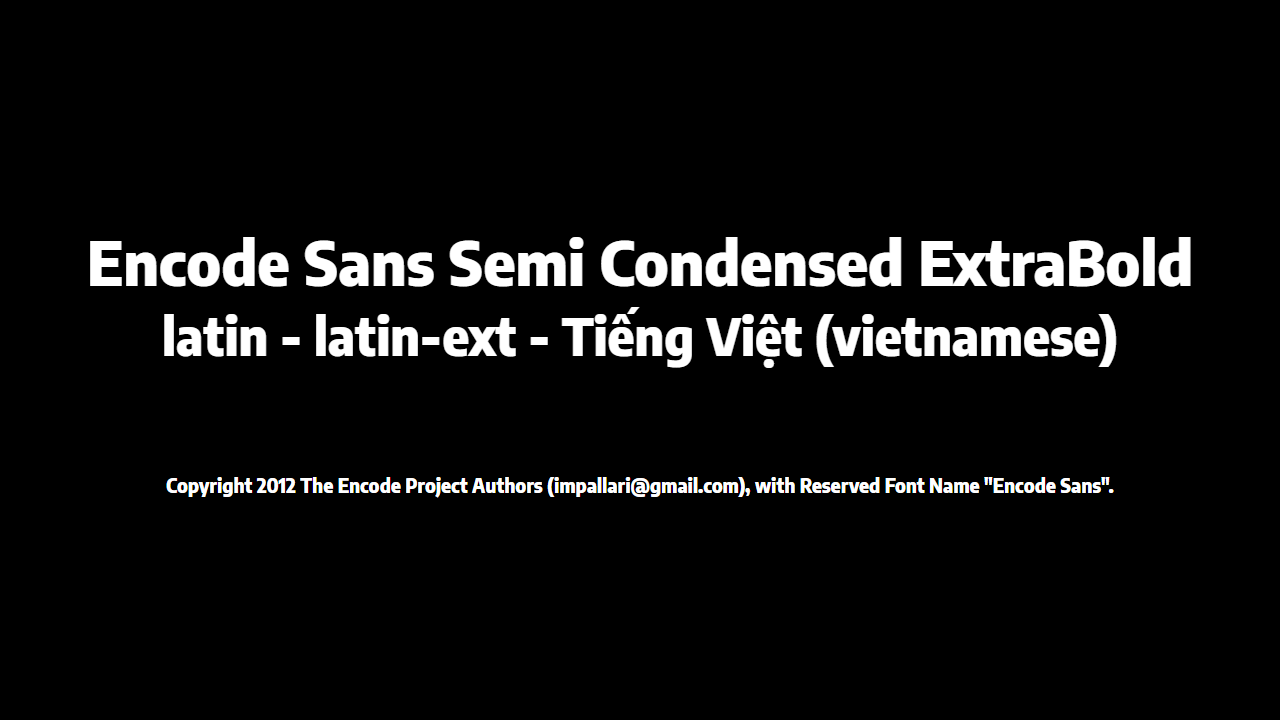 Encode Sans Semi Condensed ExtraBold
latin - latin-ext - Tiếng Việt (vietnamese)
Copyright 2012 The Encode Project Authors (impallari@gmail.com), with Reserved Font Name "Encode Sans".